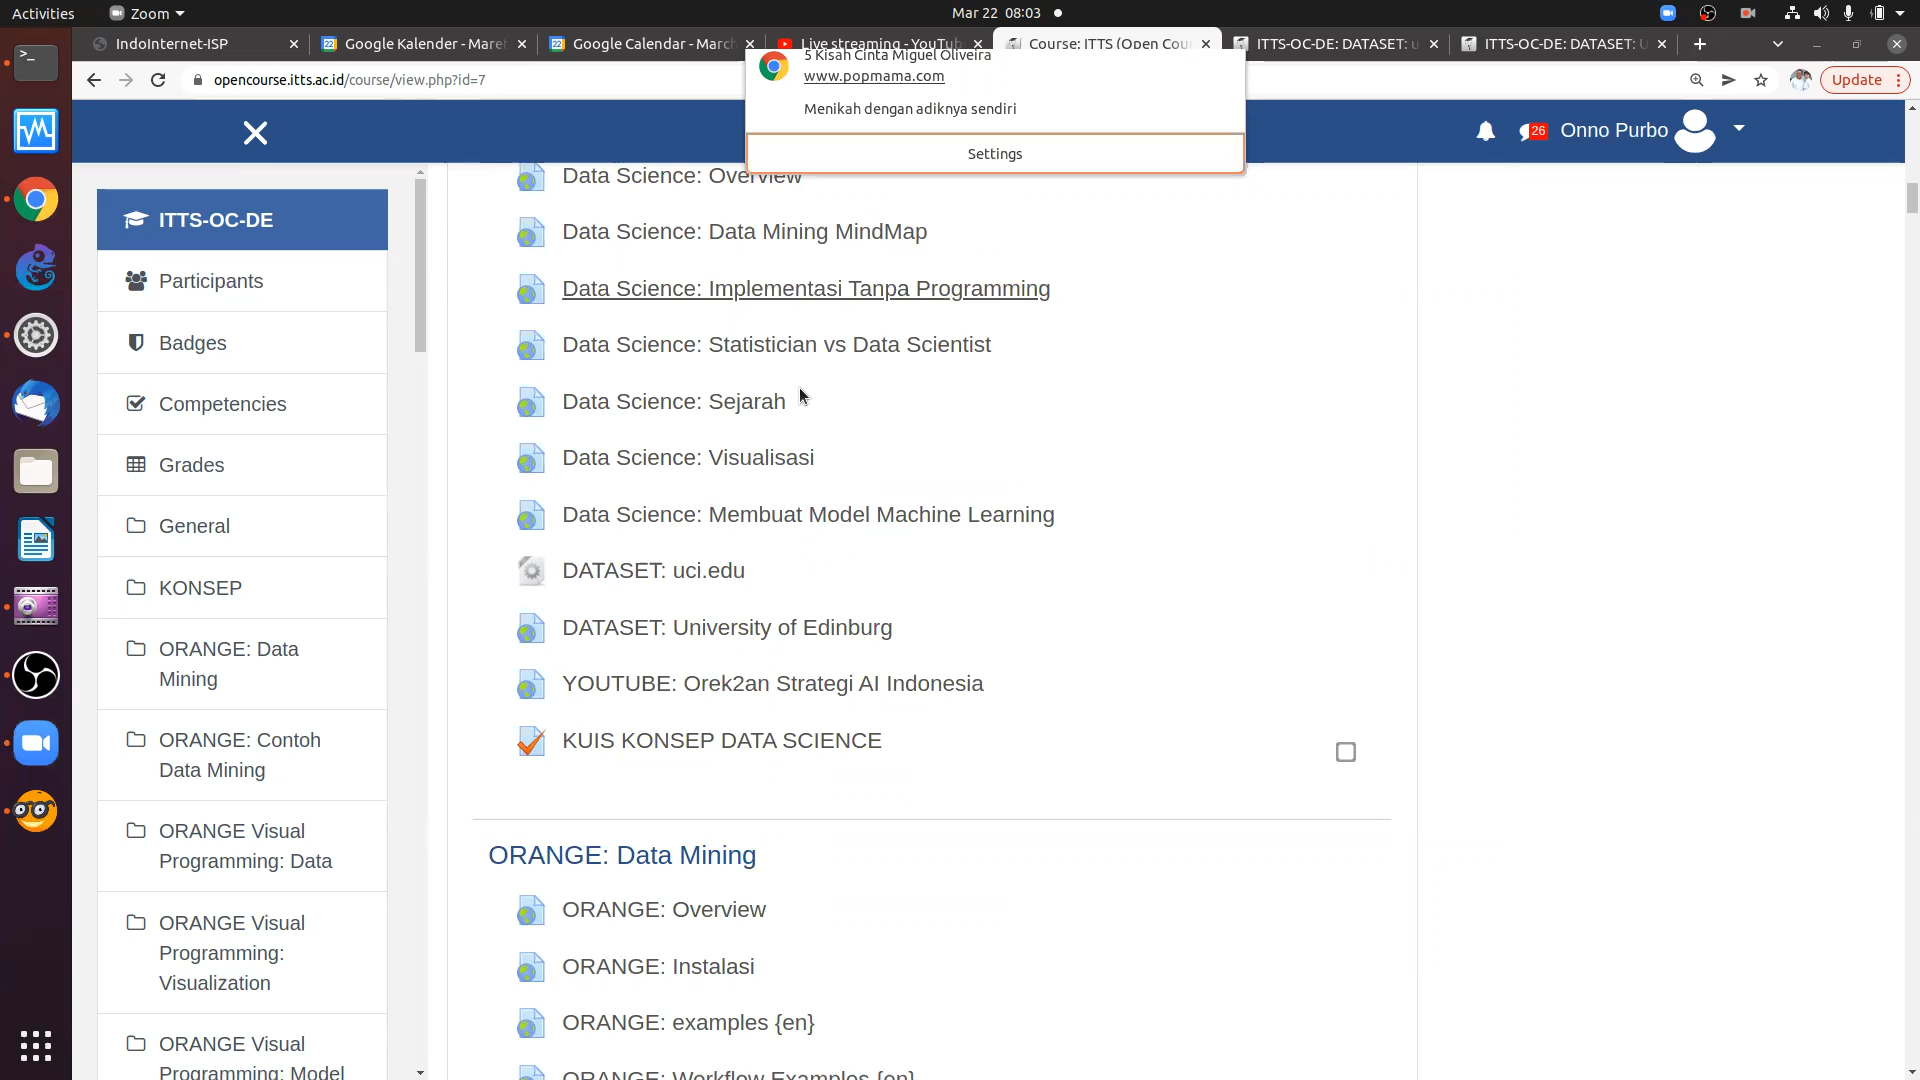 Activities
Zoom
Mar 22 08:03
IndoInternet-ISP
Google Kalender - Maret
Google Calendar - March
Live streaming - YouTub
Course: ITTS (Open Cour
ITTS-OC-DE: DATASET: u
ITTS-OC-DE: DATASET: U
opencourse.itts.ac.id/course/view.php?id=7
Update
5 Kisah Cinta Miguel Oliveira
www.popmama.com
Menikah dengan adiknya sendiri
Settings
26
Onno Purbo
ITTS-OC-DE
Participants
Badges
Competencies
Grades
General
KONSEP
ORANGE: Data
Mining
ORANGE: Contoh
Data Mining
ORANGE Visual
Programming: Data
ORANGE Visual
Programming:
Visualization
ORANGE Visual
Programming: Model
Data Science: Overview
Data Science: Data Mining MindMap
Data Science: Implementasi Tanpa Programming
Data Science: Statistician vs Data Scientist
Data Science: Sejarah
Data Science: Visualisasi
Data Science: Membuat Model Machine Learning
DATASET: uci.edu
DATASET: University of Edinburg
YOUTUBE: Orek2an Strategi AI Indonesia
KUIS KONSEP DATA SCIENCE
ORANGE: Data Mining
ORANGE: Overview
ORANGE: Instalasi
ORANGE: examples {en}
ORANGE: Workflow Examples {en}